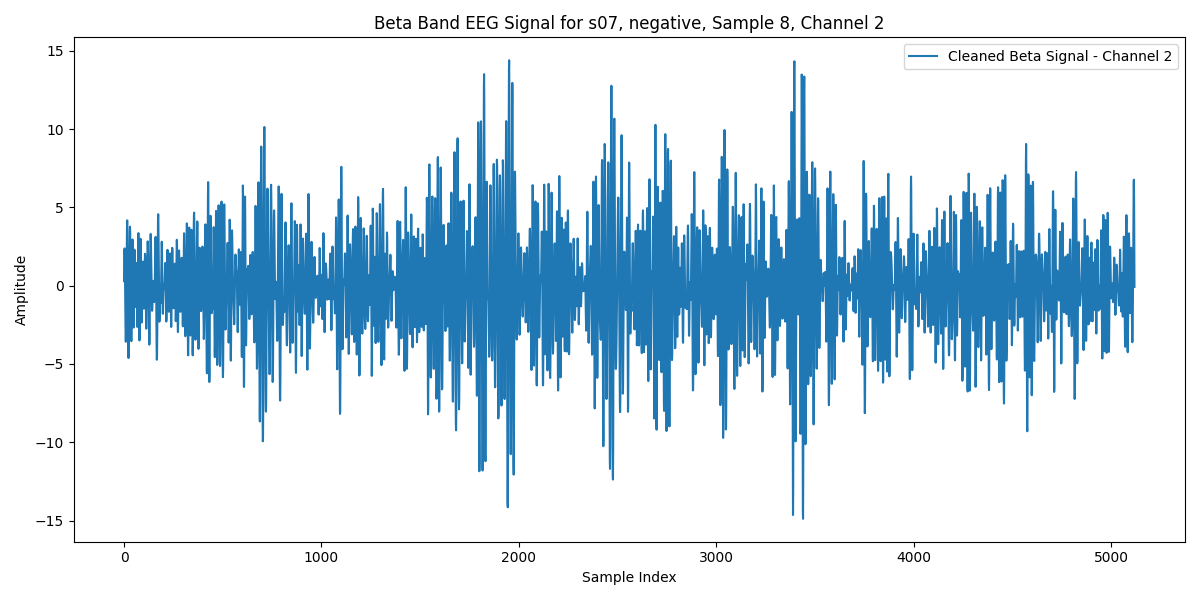 Beta Band EEG Signal for s07, negative, Sample 8, Channel 2
Cleaned Beta Signal - Channel 2
Amplitude
15
10
5
0
−5
−10
−15
0 1000 2000 3000 4000 5000
Sample Index